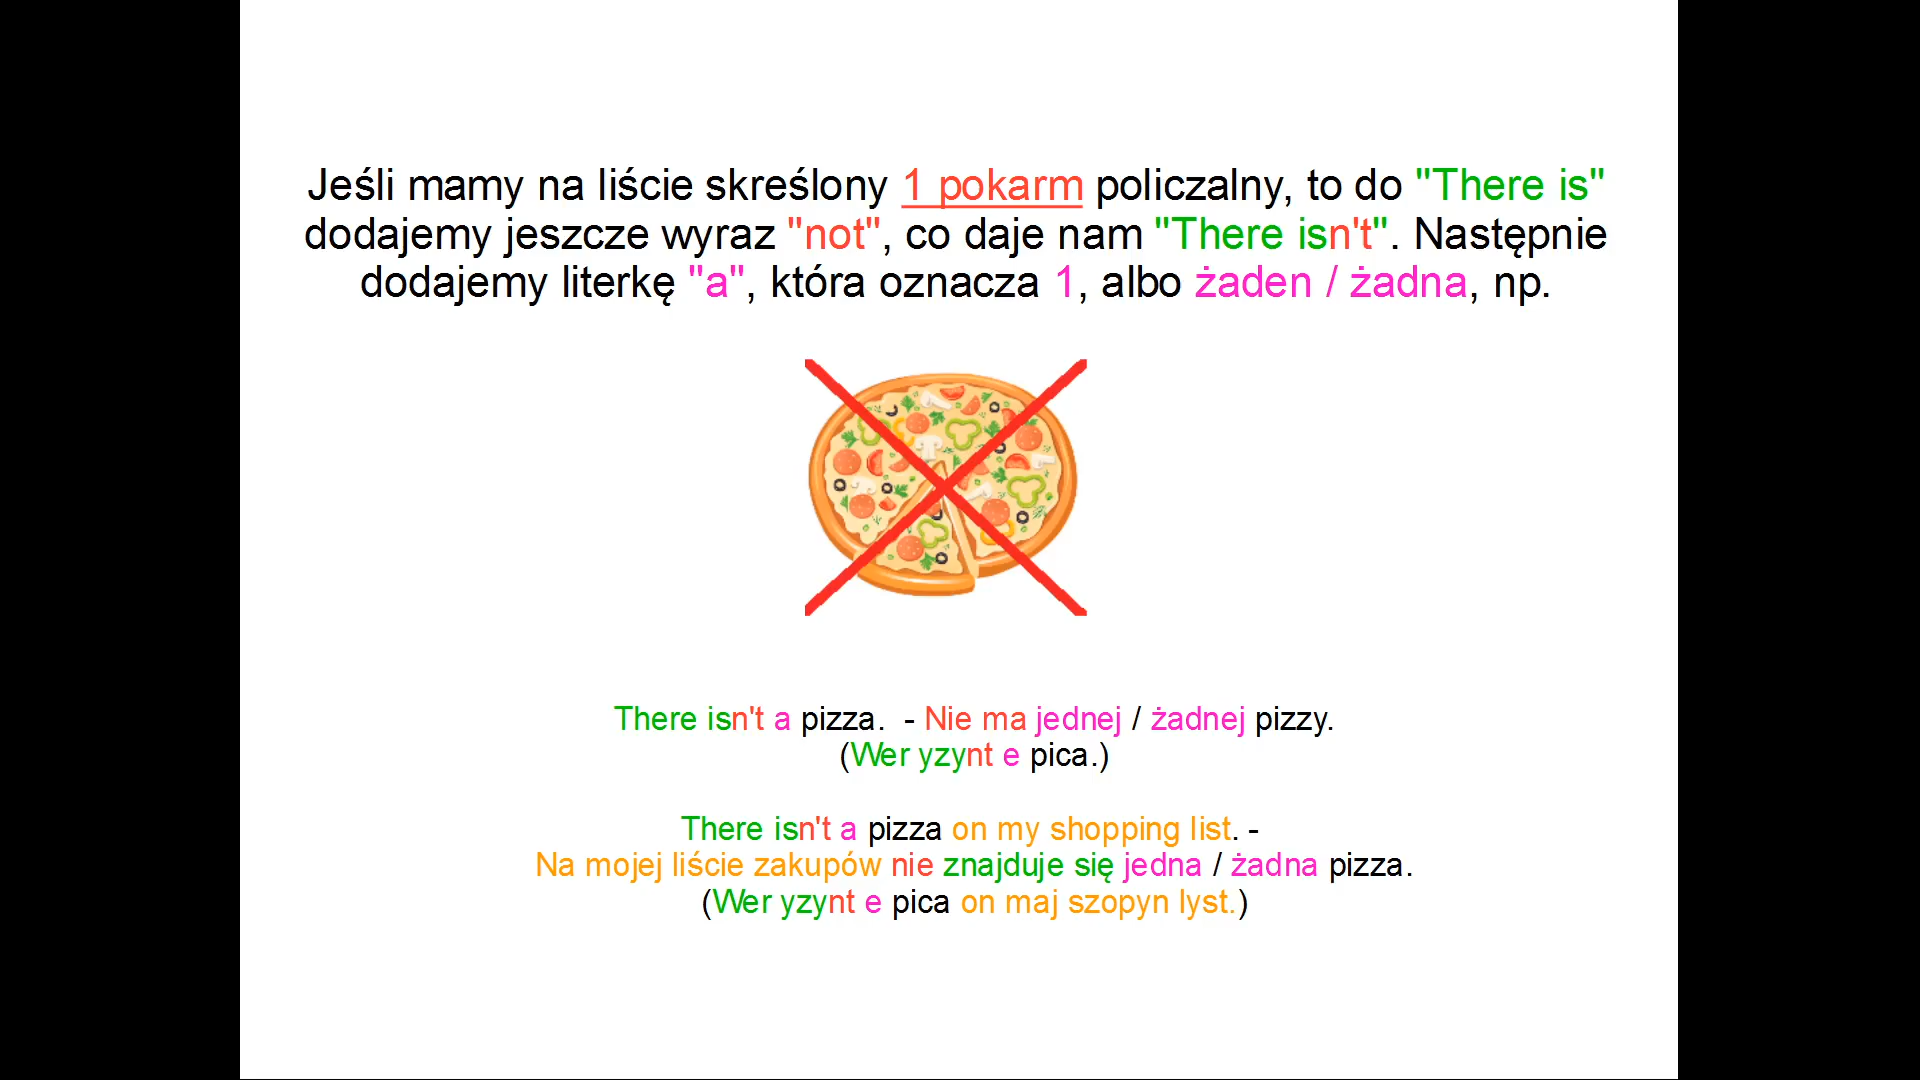 Jeśli mamy na liście skreślony 1 pokarm policzalny, to do "There is"
dodajemy jeszcze wyraz "not", co daje nam "There isn't". Następnie
dodajemy literkę "a", która oznacza 1, albo żaden / żadna, np.
There isn't a pizza.  - Nie ma jednej / żadnej pizzy.
(Wer yzynt e pica.)
There isn't a pizza on my shopping list. -
Na mojej liście zakupów nie znajduje się jedna / żadna pizza.
(Wer yzynt e pica on maj szopyn lyst.)